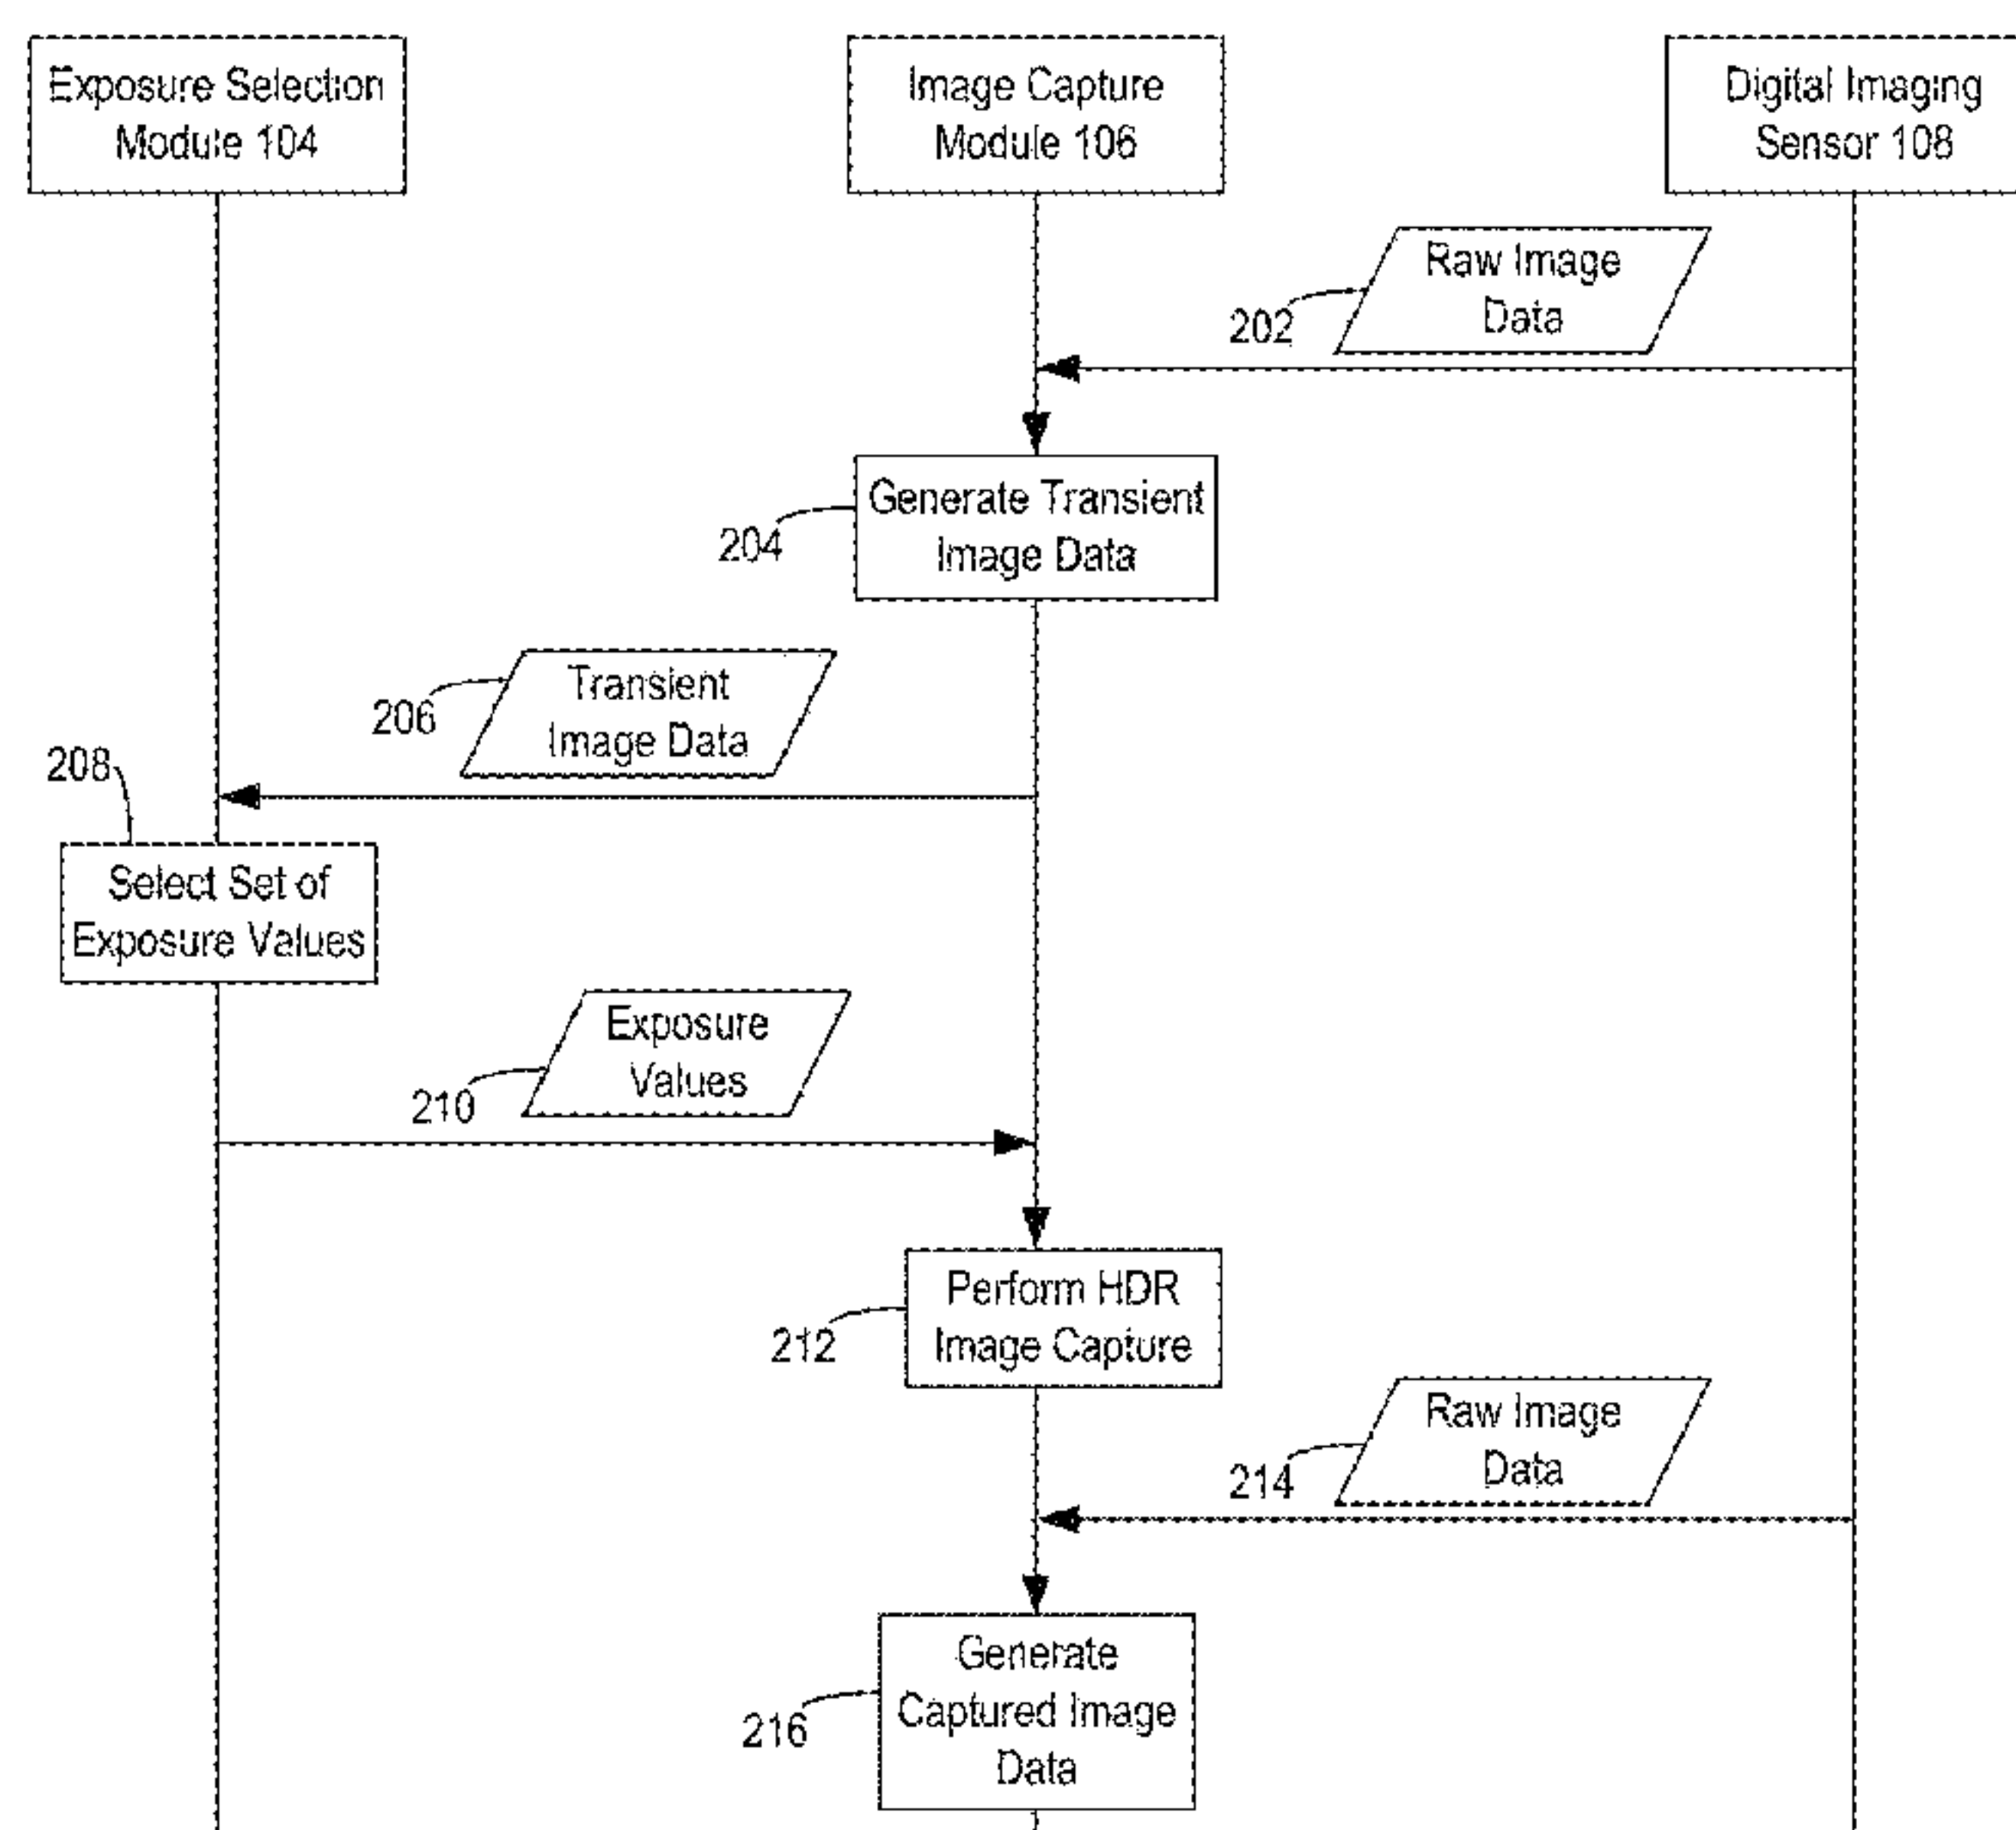 Exposure Selection
Module 104
Image Capture
Module 106
Digital Imaging
Sensor 108
Raw Image
Data
202
Generate Transient
Image Data
204
Transient
Image Data
206
208
Select Set of
Exposure Values
Exposure
Values
210
Perform HDR
Image Capture
212
Raw Image
Data
214
Generate
Captured Image
Data
216